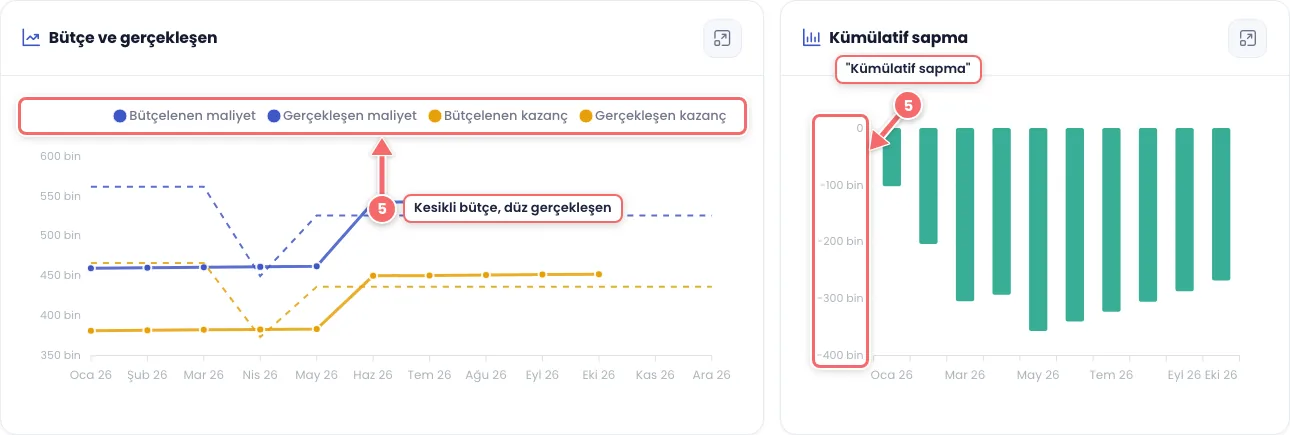 Bütçe ve gerçekleşen
Bütçelenen maliyet Gerçekleşen maliyet Bütçelenen kazanç Gerçekleşen kazanç
600 bin
550 bin
500 bin
450 bin
400 bin
350 bin
5
Kesikli bütçe, düz gerçekleşen
Oca 26 Şub 26 Mar 26 Nis 26 May 26 Haz 26 Tem 26 Ağu 26 Eyl 26 Eki 26 Kas 26 Ara 26
Kümülatif sapma
"Kümülatif sapma"
5
0
-100 bin
-200 bin
-300 bin
-400 bin
Oca 26 Mar 26 May 26 Tem 26 Eyl 26 Eki 26